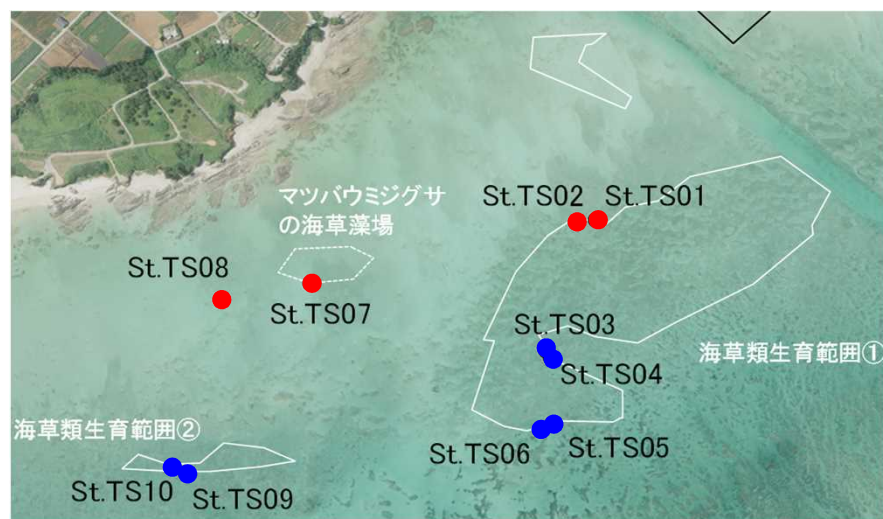 マツバウミジグサ
の海草藻場
St.TS02
St.TS01
St.TS08
St.TS07
St.TS03
海草類生育範囲①
St.TS04
海草類生育範囲②
St.TS06
St.TS05
St.TS10
St.TS09